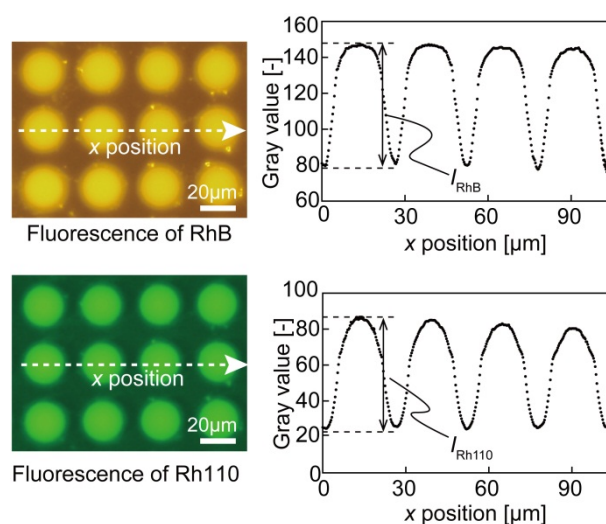 x position
20μm
Fluorescence of RhB
Gray value [-]
160
140
120
100
80
60
0
30
60
90
I RhB
x position [μm]
x position
20μm
Fluorescence of Rh110
Gray value [-]
100
80
60
40
20
0
0
30
60
90
I Rh110
x position [μm]